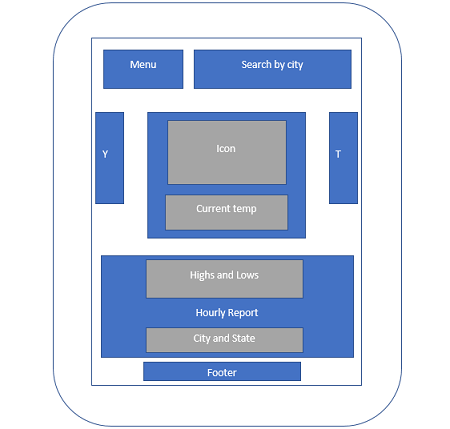 Menu
Search by city
Y
Icon
T
Current temp
Highs and Lows
Hourly Report
City and State
Footer